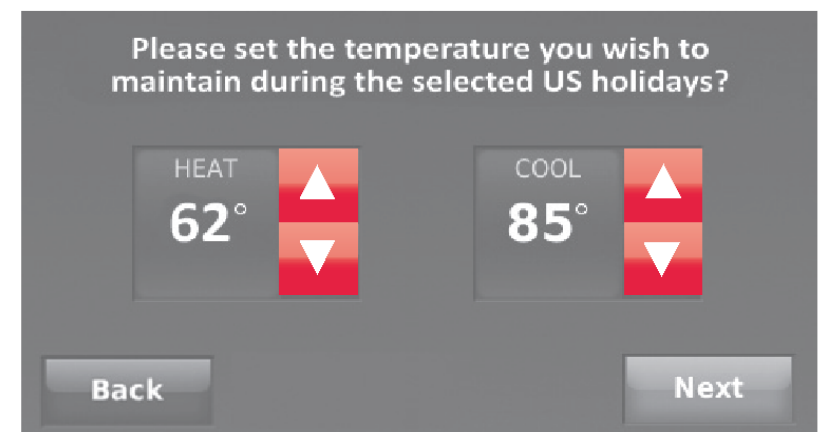 Please set the temperature you wish to
maintain during the selected US holidays?
HEAT
62°
COOL
85°
Back
Next